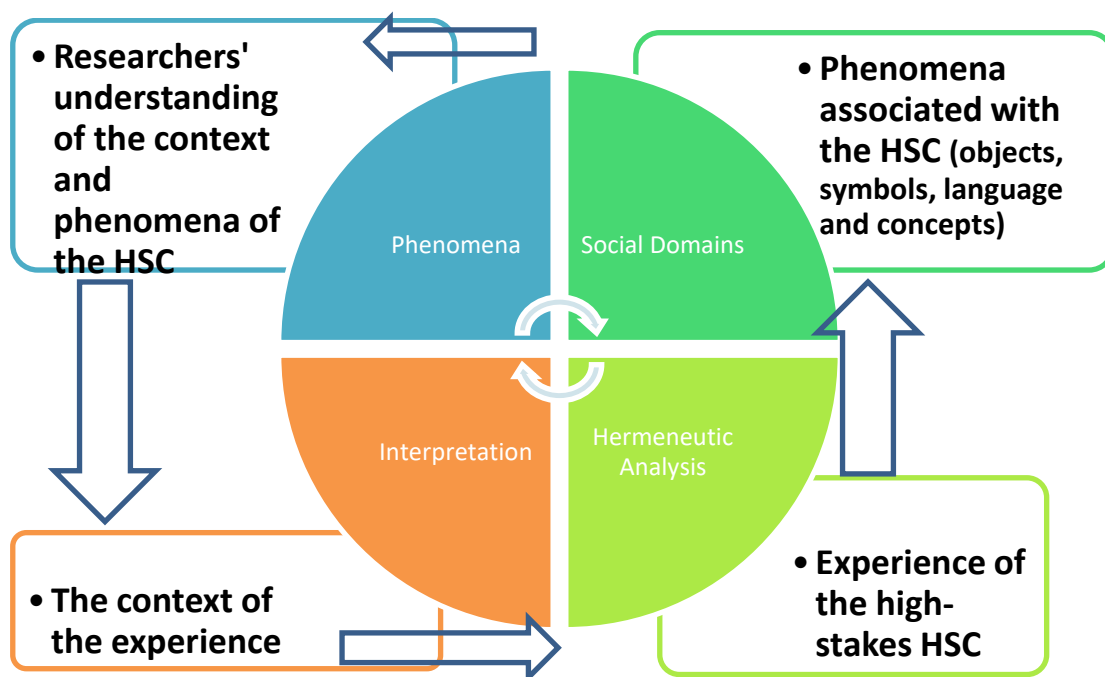 • Researchers'
understanding
of the context
and
phenomena of
the HSC
• Phenomena
associated with
the HSC (objects,
symbols, language
and concepts)
Phenomena
Social Domains
Interpretation
Hermeneutic
Analysis
• The context of
the experience
• Experience of
the high-
stakes HSC